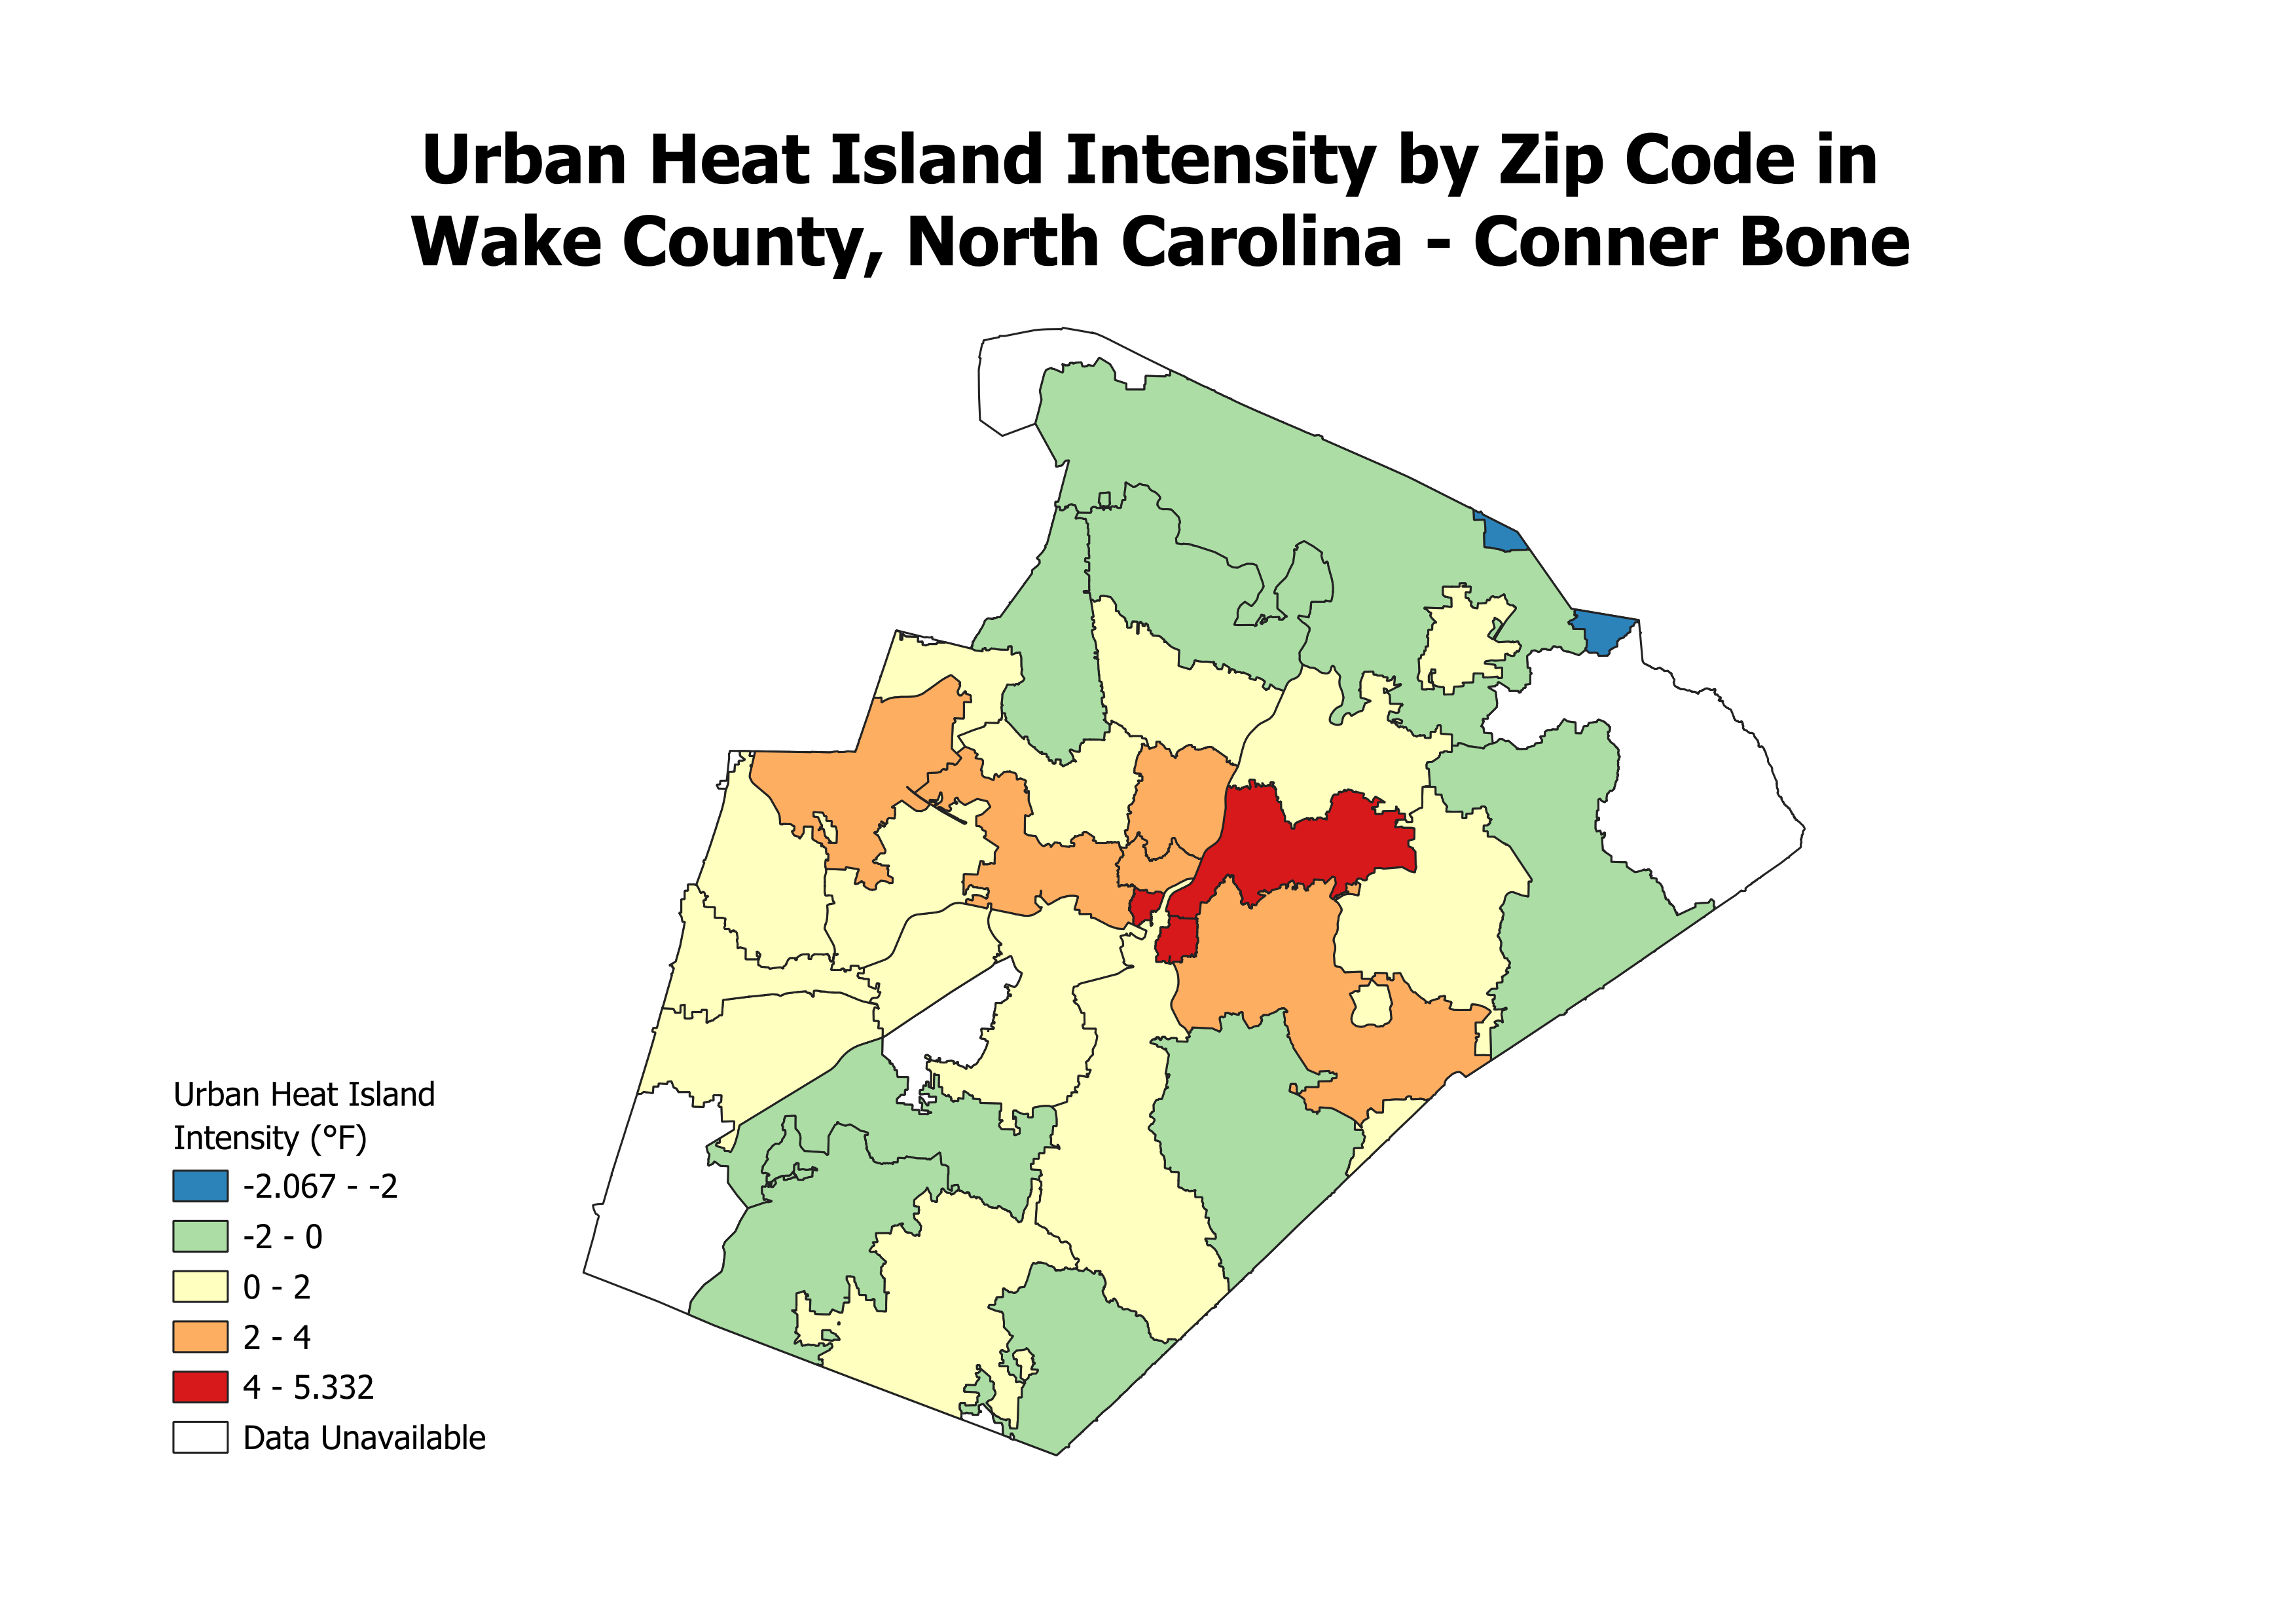 Urban Heat Island Intensity by Zip Code in
Wake County, North Carolina - Conner Bone
Urban Heat Island
Intensity (°F)
-2.067 - -2
-2 - 0
0 - 2
2 - 4
4 - 5.332
Data Unavailable